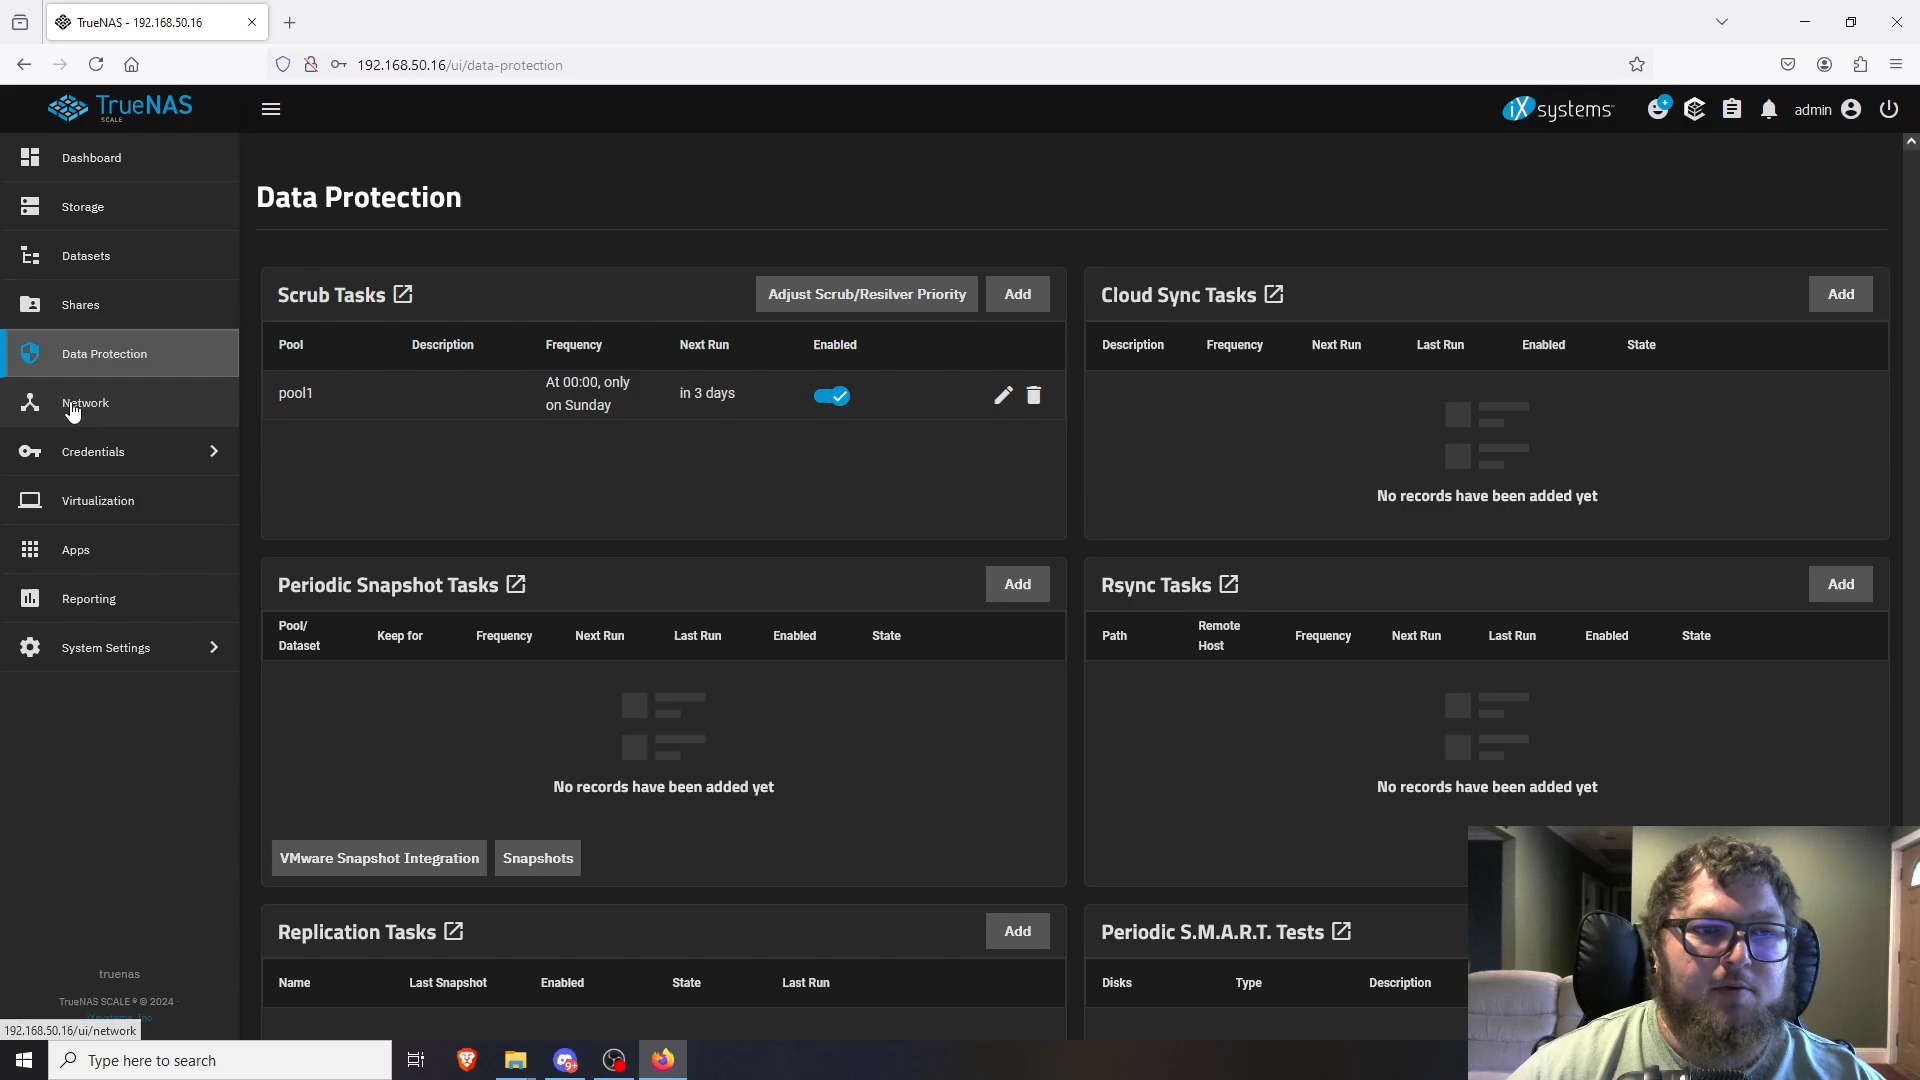 TrueNAS - 192.168.50.16
192.168.50.16/ui/data-protection
TrueNAS
SCALE
iXsystems
admin
Dashboard
Storage
Datasets
Shares
Data Protection
Network
Credentials
Virtualization
Apps
Reporting
System Settings
truenas
TrueNAS SCALE ® © 2024 -
iXsystems, Inc
192.168.50.16/ui/network
Data Protection
Scrub Tasks
Adjust Scrub/Resilver Priority
Add
Pool Description Frequency Next Run Enabled
pool1 At 00:00, only in 3 days
on Sunday
Cloud Sync Tasks
Add
Description Frequency Next Run Last Run Enabled State
No records have been added yet
Periodic Snapshot Tasks
Add
Pool/
Dataset Keep for Frequency Next Run Last Run Enabled State
No records have been added yet
VMware Snapshot Integration
Snapshots
Rsync Tasks
Add
Path Remote
Host Frequency Next Run Last Run Enabled State
No records have been added yet
Replication Tasks
Add
Name Last Snapshot Enabled State Last Run
Periodic S.M.A.R.T. Tests
Disks Type Description
Type here to search
9+